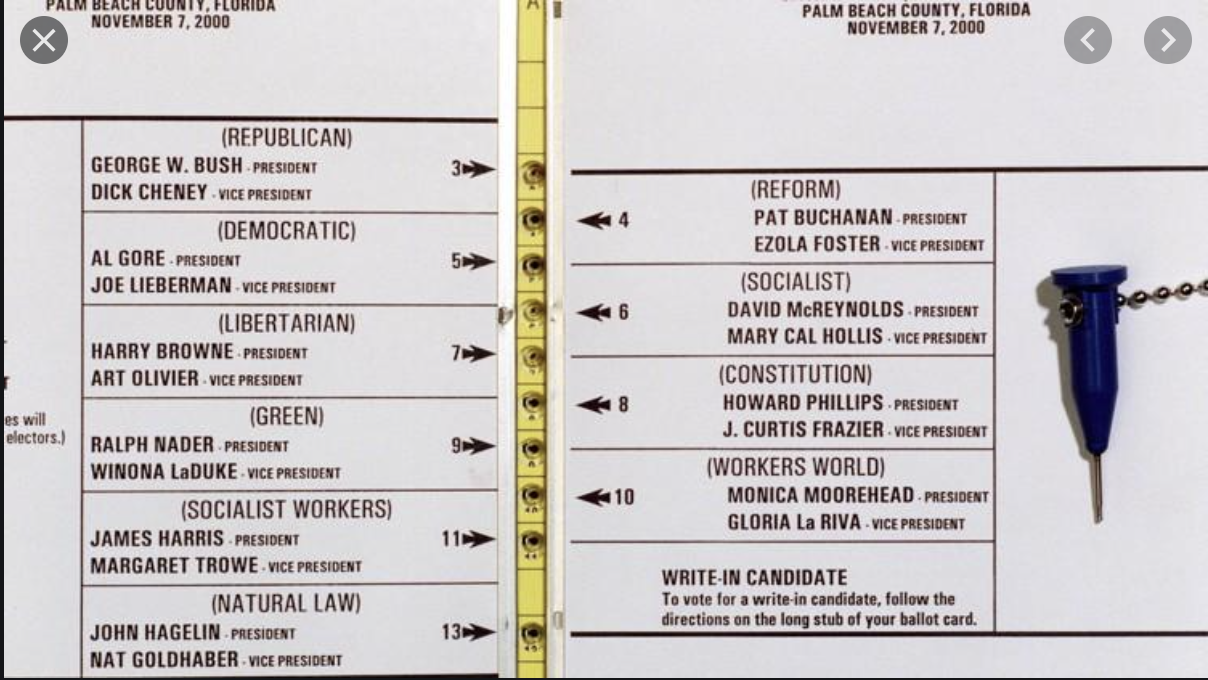 PALM BEACH COUNTY, FLORIDA
NOVEMBER 7, 2000
(REPUBLICAN)
GEORGE W. BUSH - PRESIDENT
3
DICK CHENEY - VICE PRESIDENT
(DEMOCRATIC)
AL GORE - PRESIDENT
5
JOE LIEBERMAN - VICE PRESIDENT
(LIBERTARIAN)
HARRY BROWNE - PRESIDENT
7
ART OLIVIER - VICE PRESIDENT
(GREEN)
RALPH NADER - PRESIDENT
9
WINONA LaDUKE - VICE PRESIDENT
(SOCIALIST WORKERS)
JAMES HARRIS - PRESIDENT
11
MARGARET TROWE - VICE PRESIDENT
(NATURAL LAW)
JOHN HAGELIN - PRESIDENT
13
NAT GOLDHABER - VICE PRESIDENT
es will
electors.)
A
PALM BEACH COUNTY, FLORIDA
NOVEMBER 7, 2000
(REFORM)
4
PAT BUCHANAN - PRESIDENT
EZOLA FOSTER - VICE PRESIDENT
(SOCIALIST)
6
DAVID McREYNOLDS - PRESIDENT
MARY CAL HOLLIS - VICE PRESIDENT
(CONSTITUTION)
8
HOWARD PHILLIPS - PRESIDENT
J. CURTIS FRAZIER - VICE PRESIDENT
(WORKERS WORLD)
10
MONICA MOOREHEAD - PRESIDENT
GLORIA La RIVA - VICE PRESIDENT
WRITE-IN CANDIDATE
To vote for a write-in candidate, follow the
directions on the long stub of your ballot card.